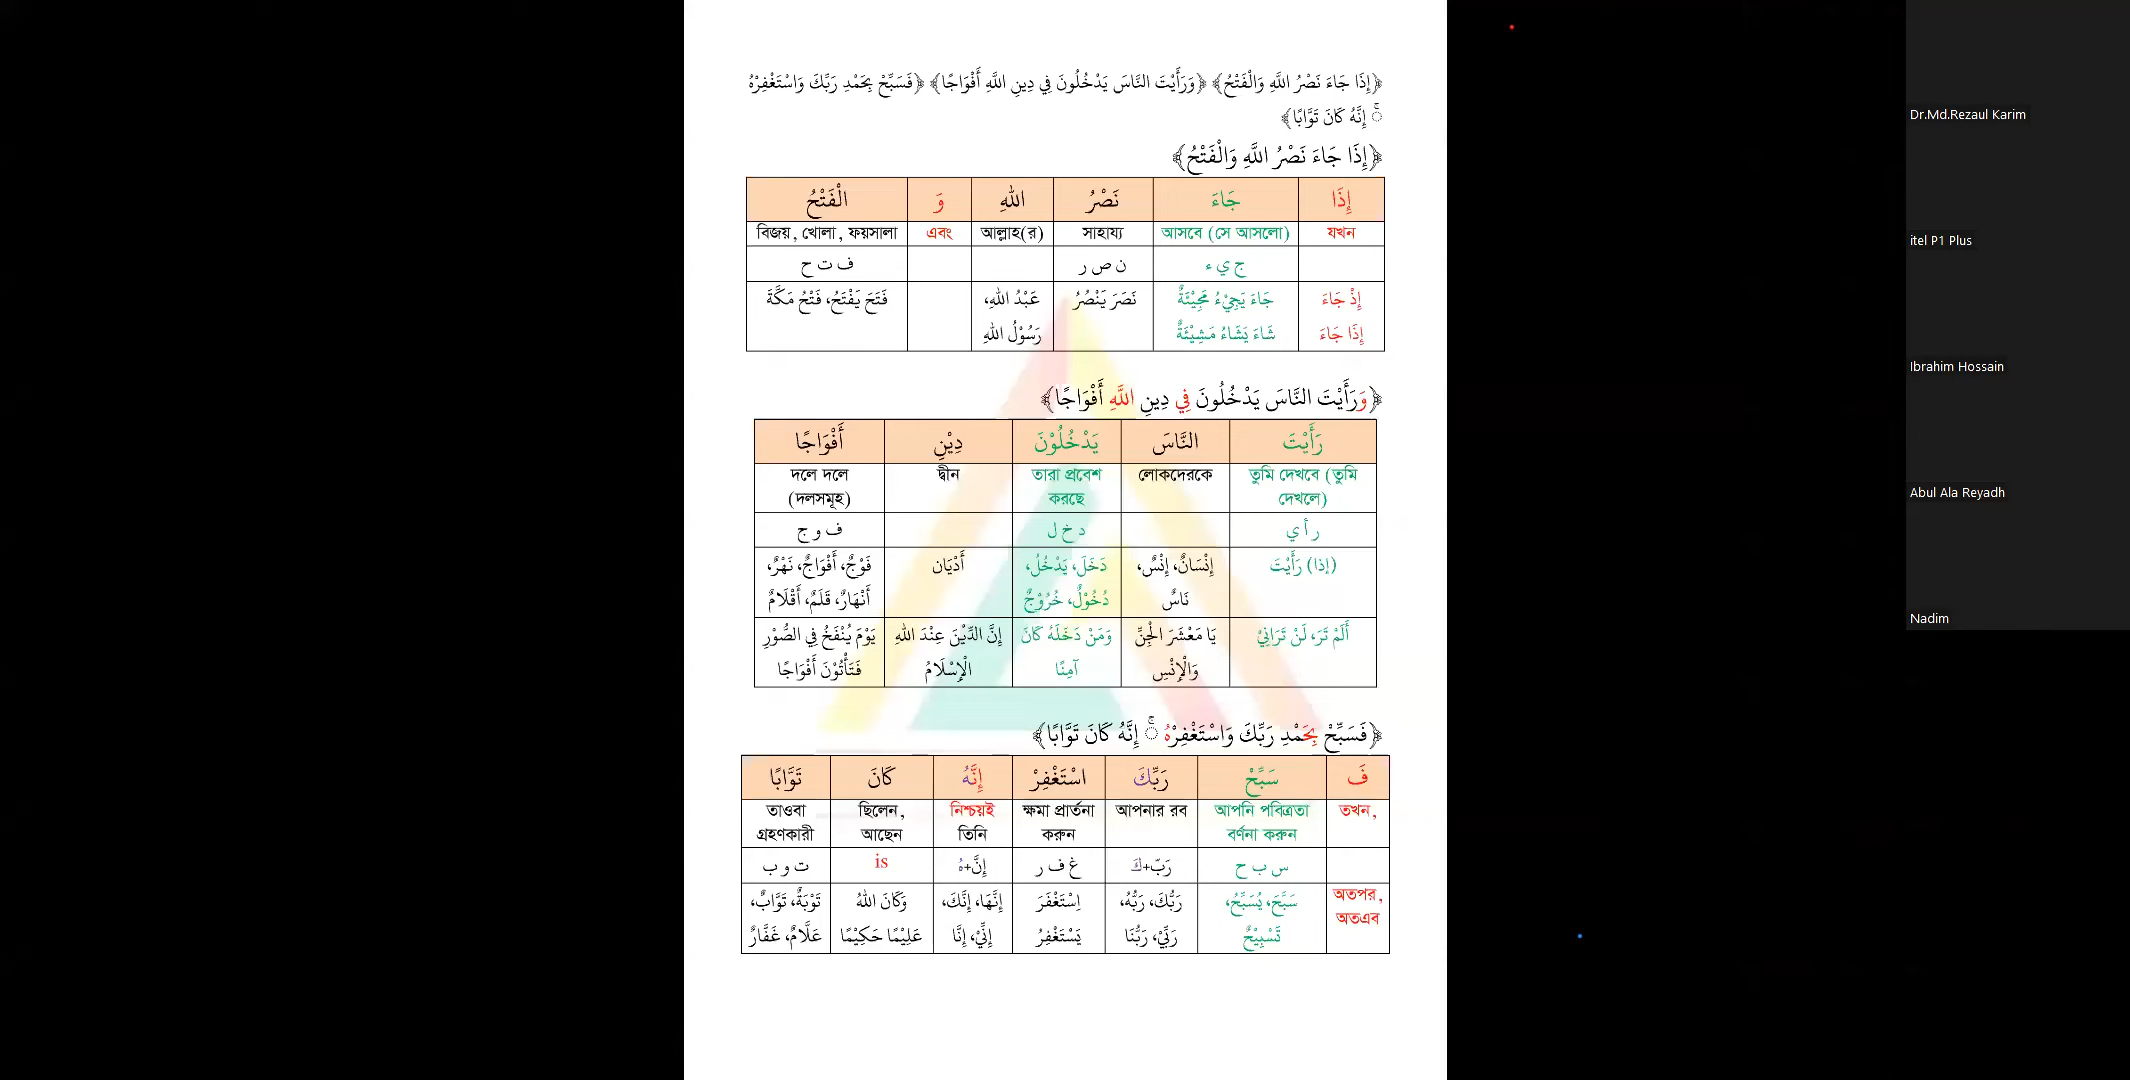 ﴿إِذَا جَاءَ نَصْرُ اللَّهِ وَالْفَتْحُ﴾ ﴿وَرَأَيْتَ النَّاسَ يَدْخُلُونَ فِي دِينِ اللَّهِ أَفْوَاجًا﴾ ﴿فَسَبِّحْ بِحَمْدِ رَبِّكَ وَاسْتَغْفِرْهُ
ۚ إِنَّهُ كَانَ تَوَّابًا﴾
﴿إِذَا جَاءَ نَصْرُ اللَّهِ وَالْفَتْحُ﴾
إِذَا جَاءَ نَصْرُ اللهِ وَ الْفَتْحُ
যখন আসবে (সে আসলো) সাহায্য আল্লাহ(র) এবং বিজয়, খোলা, ফয়সালা
ج ي ء ن ص ر ف ت ح
إِذْ جَاءَ جَاءَ يَجِيْءُ مَجِيْئَةٌ نَصَرَ يَنْصُرُ عَبْدُ اللهِ، فَتَحَ يَفْتَحُ، فَتْحُ مَكَّةَ
إِذَا جَاءَ شَاءَ يَشَاءُ مَشِيْئَةٌ رَسُوْلُ اللهِ
﴿وَرَأَيْتَ النَّاسَ يَدْخُلُونَ فِي دِينِ اللَّهِ أَفْوَاجًا﴾
رَأَيْتَ النَّاسَ يَدْخُلُوْنَ دِيْنِ أَفْوَاجًا
তুমি দেখবে (তুমি লোকদেরকে তারা প্রবেশ দ্বীন দলে দলে
দেখলে) করছে (দলসমূহ)
ر أ ي د خ ل ف و ج
(إذا) رَأَيْتَ إِنْسَانٌ، إِنْسٌ، دَخَلَ، يَدْخُلُ، أَدْيَان فَوْجٌ، أَفْوَاجٌ، نَهْرٌ،
نَاسٌ دُخُوْلٌ، خُرُوْجٌ أَنْهَارٌ، قَلَمٌ، أَقْلَامٌ
أَلَمْ تَرَ، لَنْ تَرَانِيْ يَا مَعْشَرَ الْجِنِّ وَمَنْ دَخَلَهُ كَانَ إِنَّ الدِّيْنَ عِنْدَ اللهِ يَوْمَ يُنْفَخُ فِي الصُّوْرِ
وَالْإِنْسِ آمِنًا الْإِسْلَامُ فَتَأْتُوْنَ أَفْوَاجًا
﴿فَسَبِّحْ بِحَمْدِ رَبِّكَ وَاسْتَغْفِرْهُ ۚ إِنَّهُ كَانَ تَوَّابًا﴾
فَ سَبِّحْ رَبِّكَ اسْتَغْفِرْ إِنَّهُ كَانَ تَوَّابًا
তখন, আপনি পবিত্রতা আপনার রব ক্ষমা প্রার্তনা নিশ্চয়ই ছিলেন, তাওবা
বর্ণনা করুন করুন তিনি আছেন গ্রহণকারী
س ب ح رَبّ+كَ غ ف ر إِنَّ+هُ is ت و ب
অতপর, سَبَّحَ، يُسَبِّحُ، رَبُّكَ، رَبُّهُ، اِسْتَغْفَرَ إِنَّهَا، إِنَّكَ، وَكَانَ اللهُ تَوْبَةٌ، تَوَّابٌ،
অতএব تَسْبِيْحٌ رَبِّيْ، رَبُّنَا يَسْتَغْفِرُ إِنِّيْ، إِنَّا عَلِيْمًا حَكِيْمًا عَلَّامٌ، غَفَّارٌ
Dr.Md.Rezaul Karim
itel P1 Plus
Ibrahim Hossain
Abul Ala Reyadh
Nadim